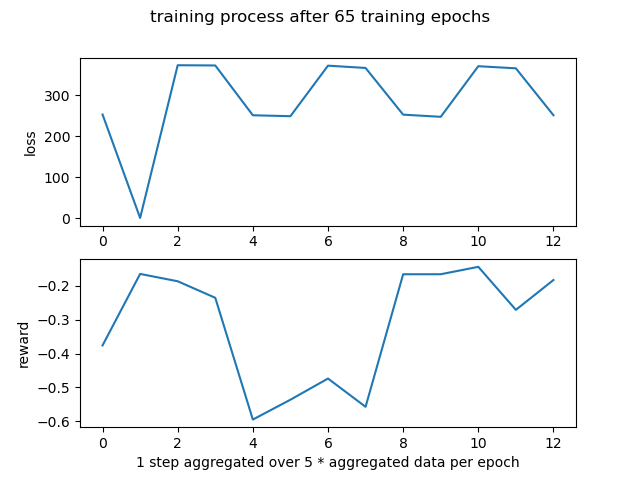 training process after 65 training epochs
300
200
100
0
loss
0 2 4 6 8 10 12
−0.2
−0.3
−0.4
−0.5
−0.6
reward
0 2 4 6 8 10 12
1 step aggregated over 5 * aggregated data per epoch